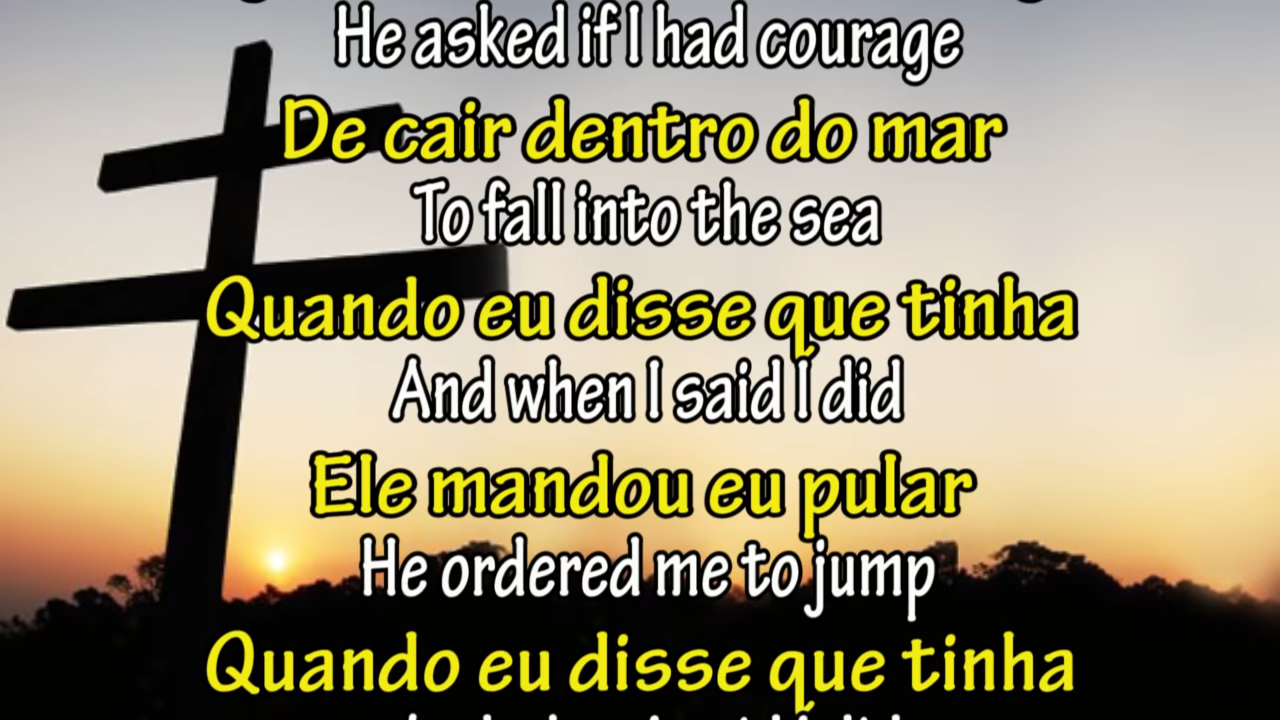 He asked if I had courage
De cair dentro do mar
To fall into the sea
Quando eu disse que tinha
And when I said I did
Ele mandou eu pular
He ordered me to jump
Quando eu disse que tinha